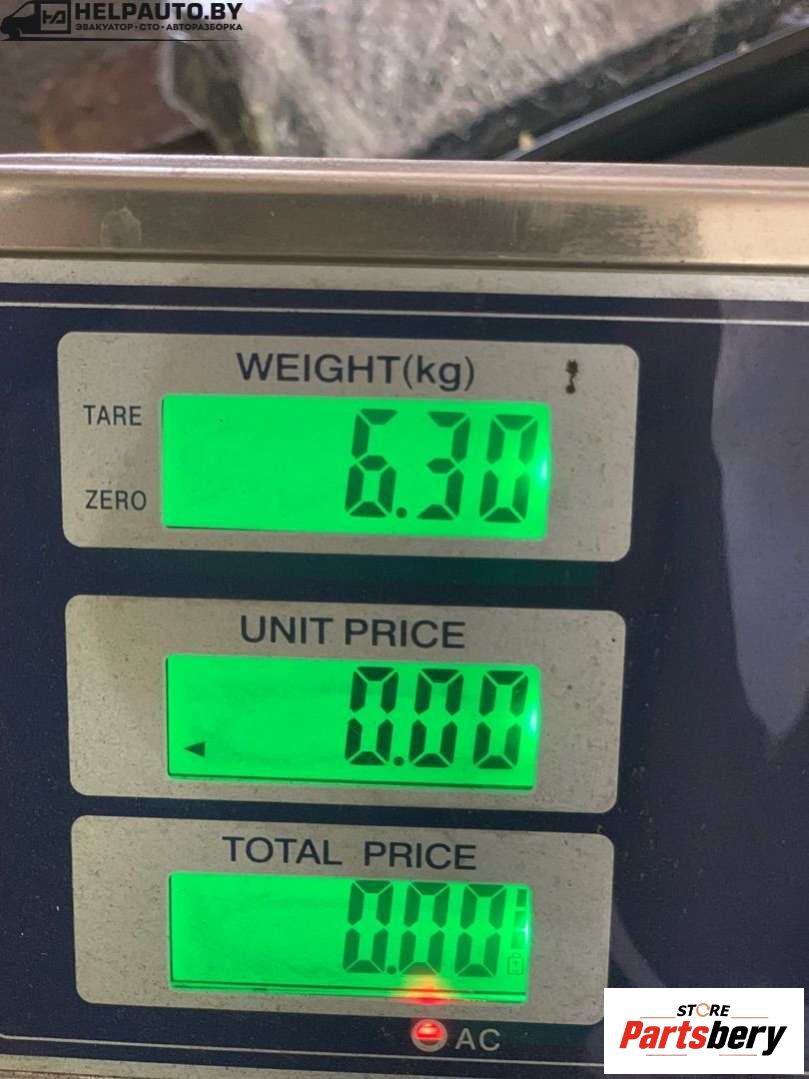 HELPAUTO.BY
ЭВАКУАТОР·СТО·АВТОРАЗБОРКА
WEIGHT(kg)
TARE
6.30
ZERO
UNIT PRICE
0.00
TOTAL PRICE
0.00
AC
STORE
Partsbery